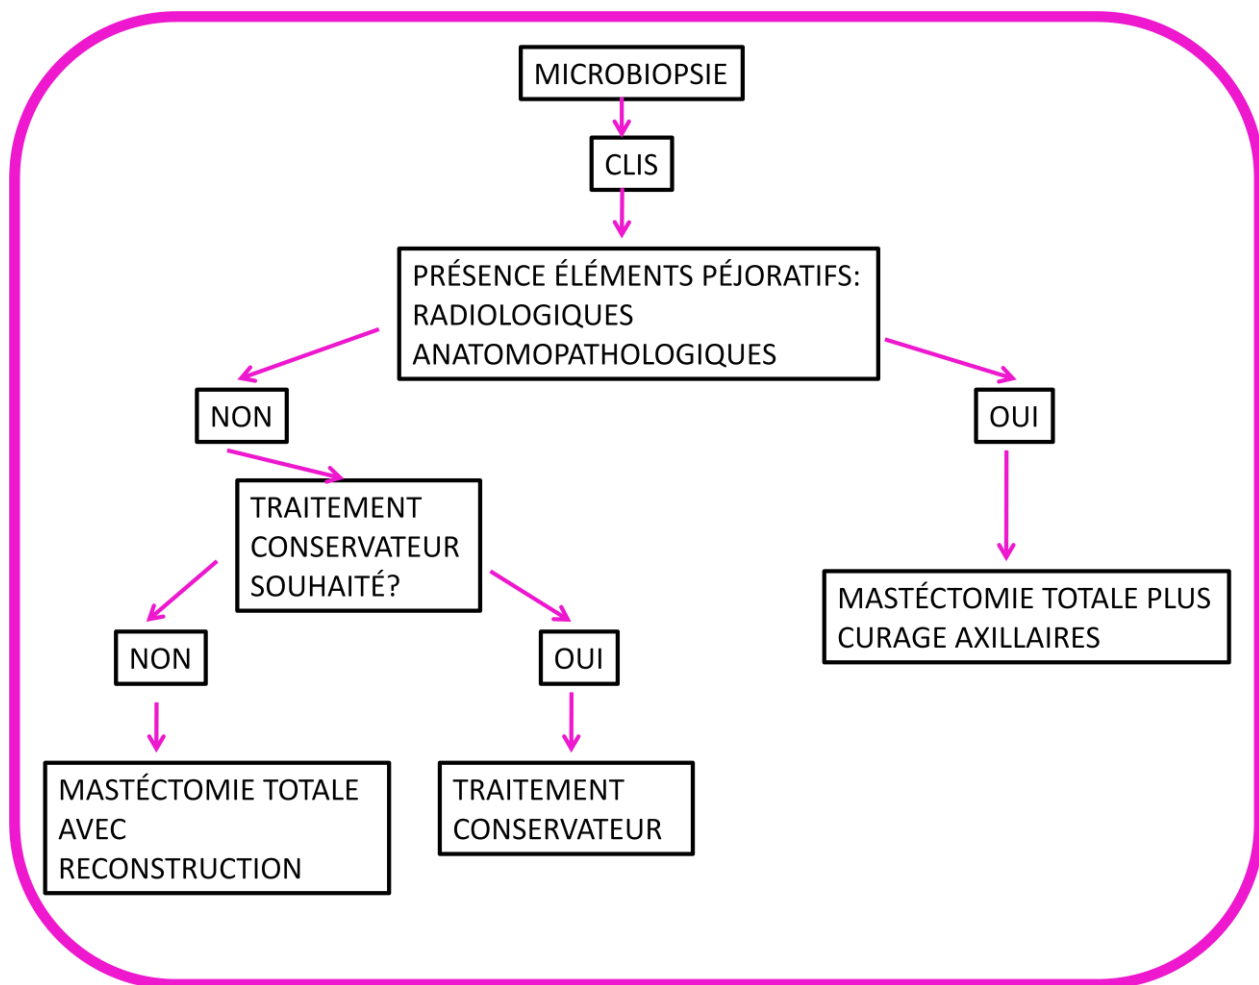 MICROBIOPSIE
CLIS
PRÉSENCE ÉLÉMENTS PÉJORATIFS:
RADIOLOGIQUES
ANATOMOPATHOLOGIQUES
NON
OUI
TRAITEMENT
CONSERVATEUR
SOUHAITÉ?
MASTÉCTOMIE TOTALE PLUS
CURAGE AXILLAIRES
NON
OUI
MASTÉCTOMIE TOTALE
AVEC
RECONSTRUCTION
TRAITEMENT
CONSERVATEUR